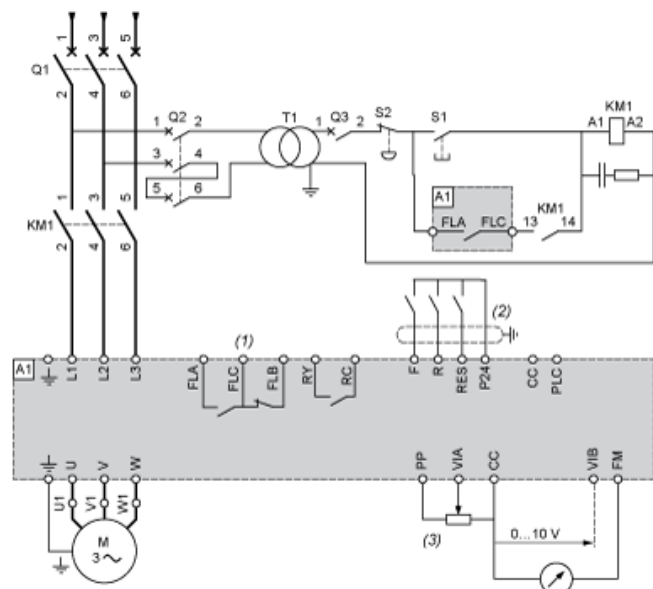 1 3 5
Q1
2 4 6
1 Q2 2 T1 1 Q3 2 S2 S1 KM1
A1 A2
3 4
5 6
A1
FLA FLC 13 KM1 14
1 3 5
KM1
2 4 6
(1) (2)
A1 L1 L2 L3 FLA FLC FLB RY RC F R RES P24 CC PLC
U V W PP VIA CC VIB FM
U1 V1 W1
(3) 0...10 V
M
3